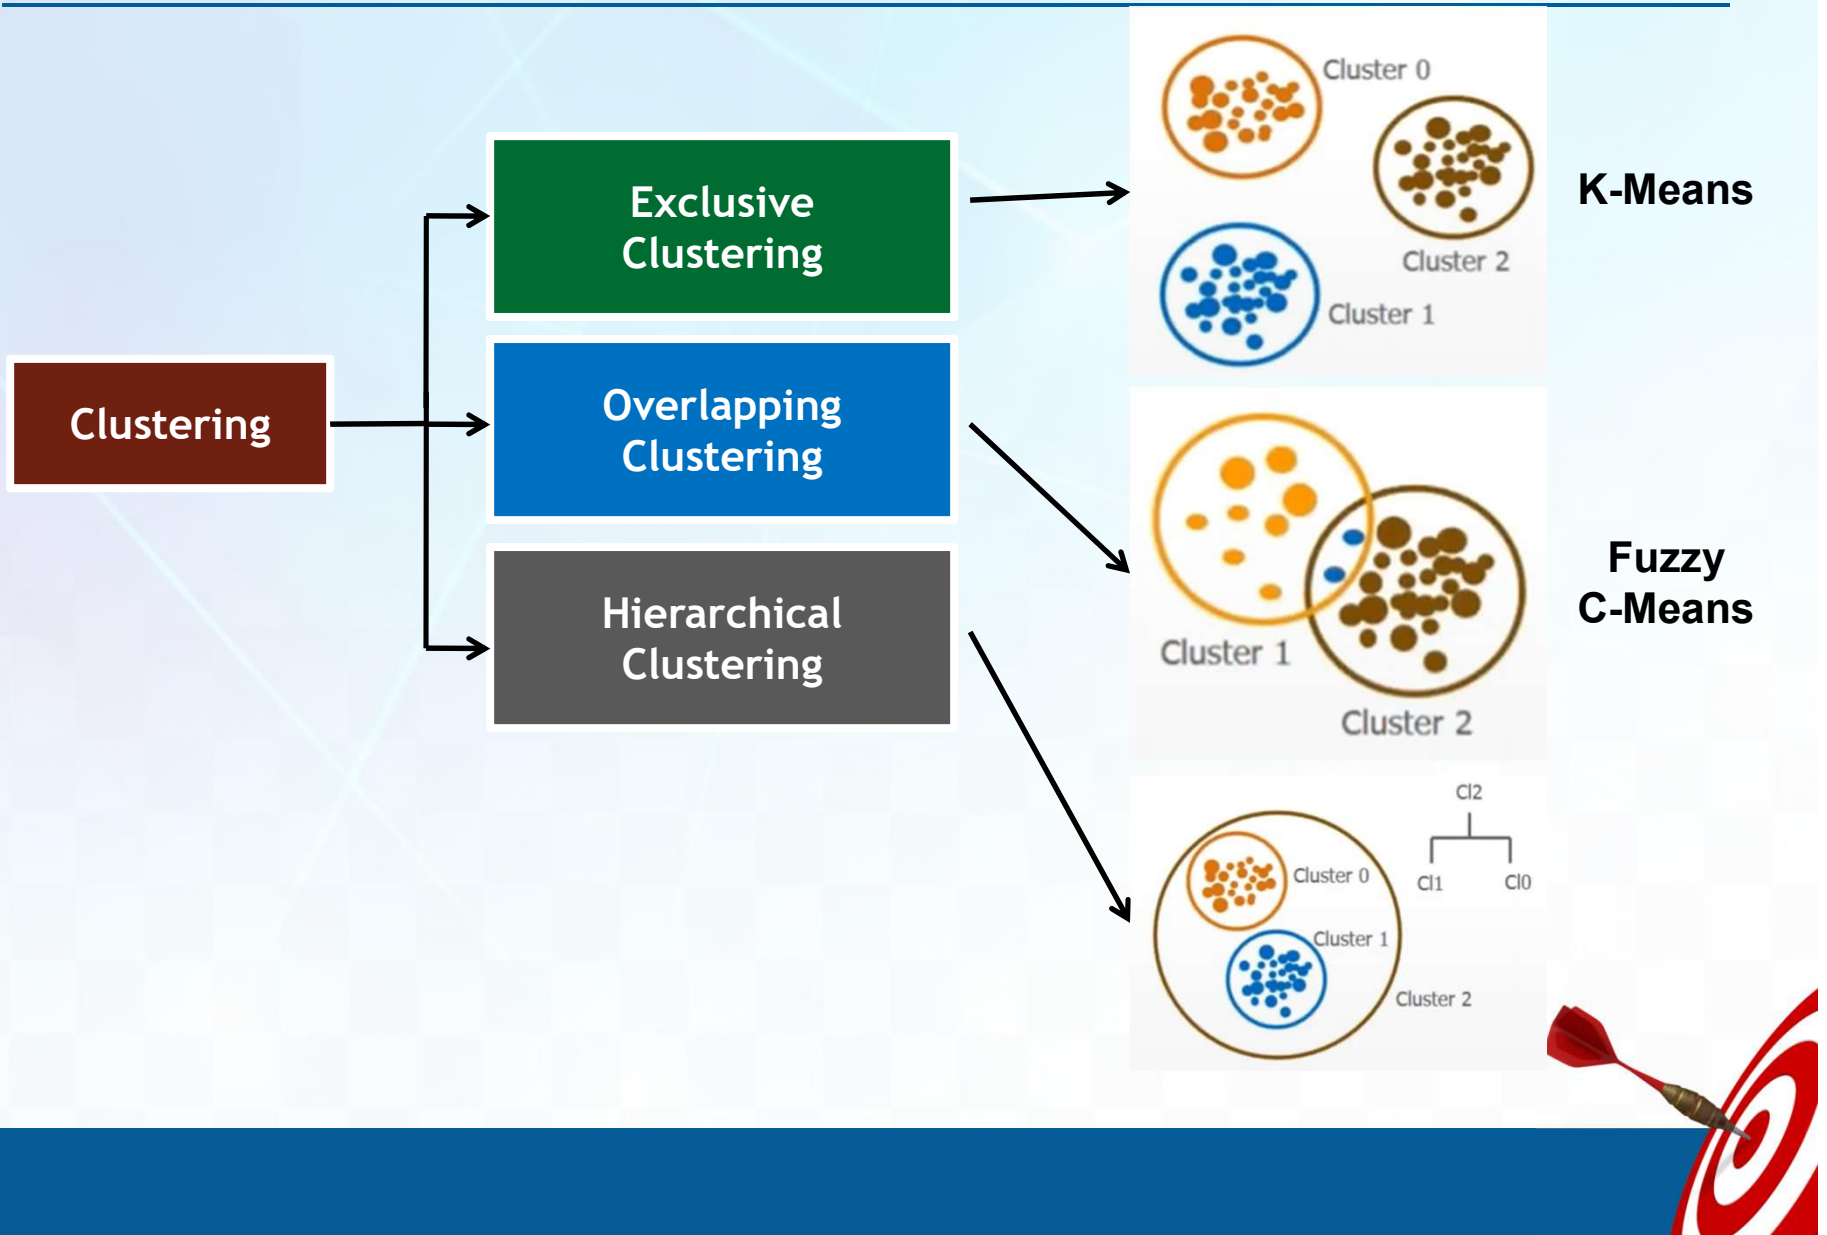 Clustering
Exclusive
Clustering
Overlapping
Clustering
Hierarchical
Clustering
Cluster 0
Cluster 2
Cluster 1
K-Means
Cluster 1
Cluster 2
Fuzzy
C-Means
Cl2
Cl1
Cl0
Cluster 0
Cluster 1
Cluster 2